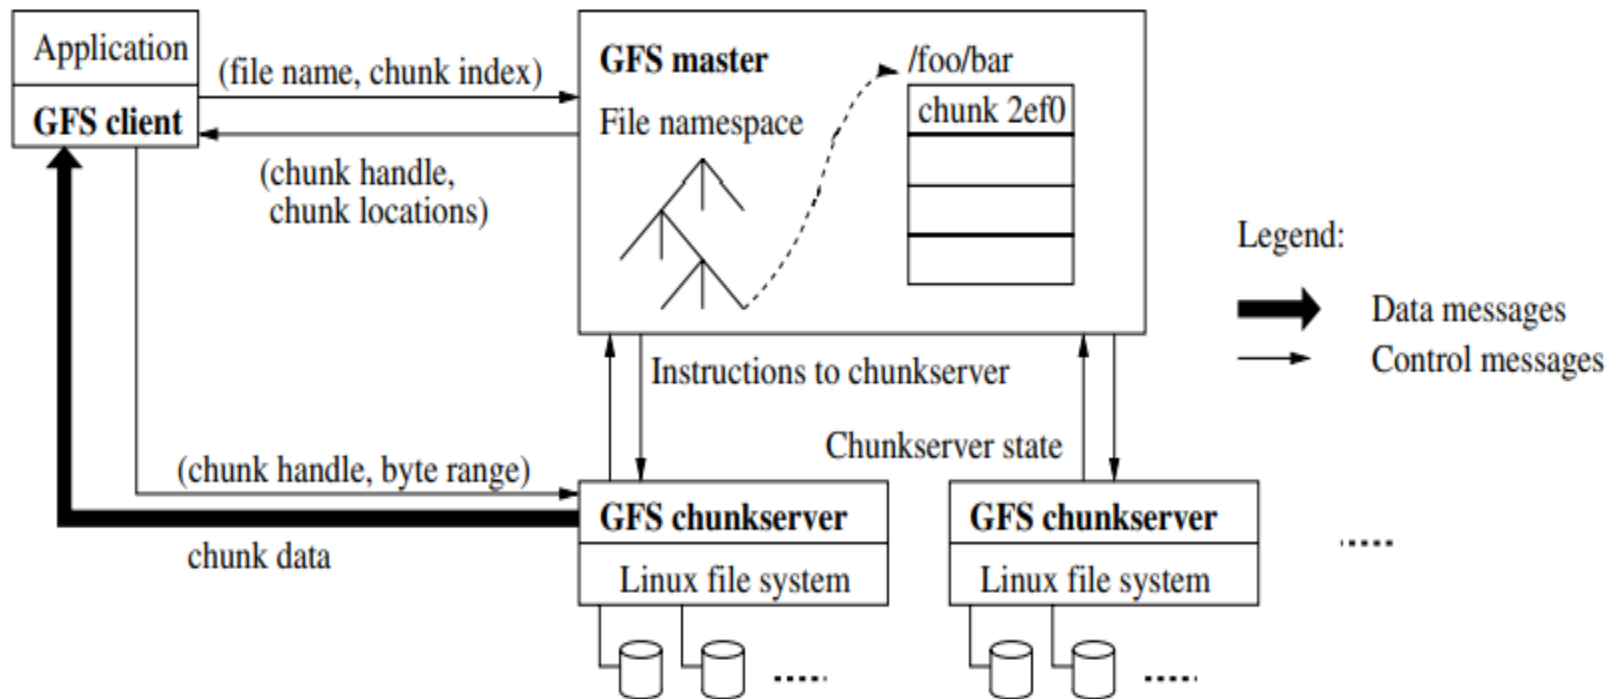 Application
GFS client
(file name, chunk index)
(chunk handle,
chunk locations)
GFS master
File namespace
/foo/bar
chunk 2ef0
Legend:
Data messages
Control messages
Instructions to chunkserver
Chunkserver state
(chunk handle, byte range)
chunk data
GFS chunkserver
Linux file system
GFS chunkserver
Linux file system